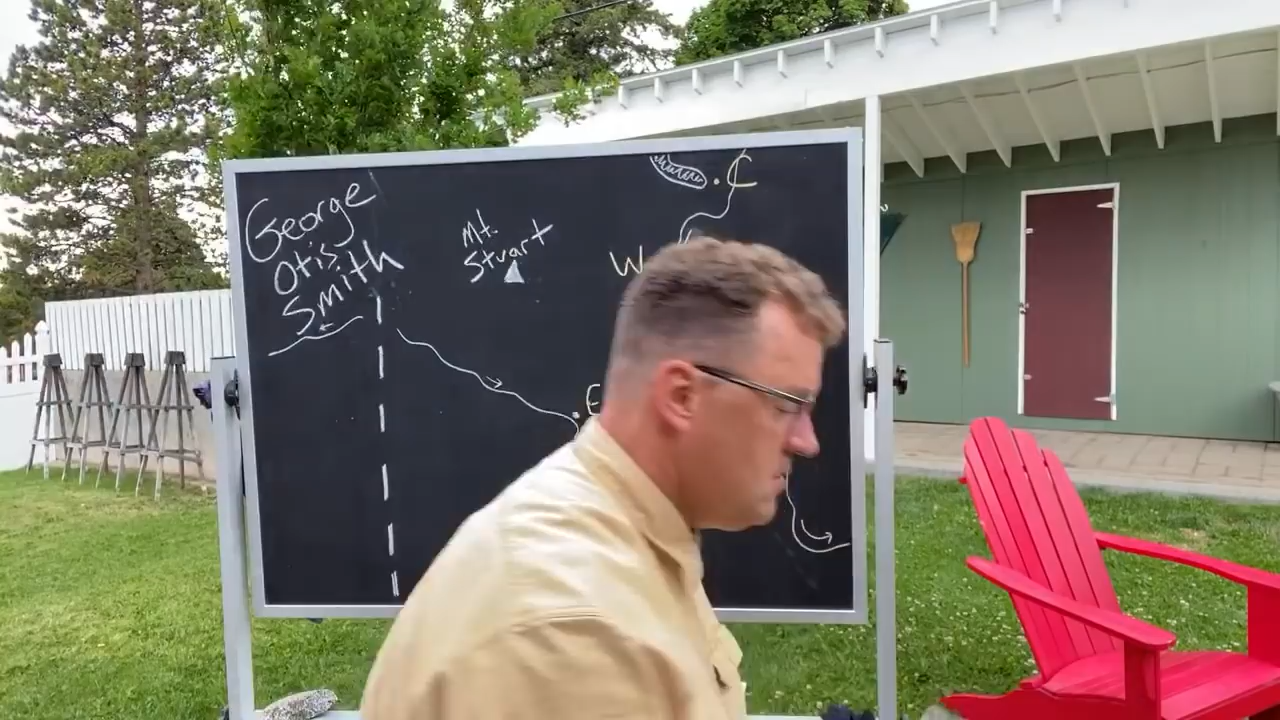 George
Otis
Smith
Mt.
Stuart
. C
W
. E